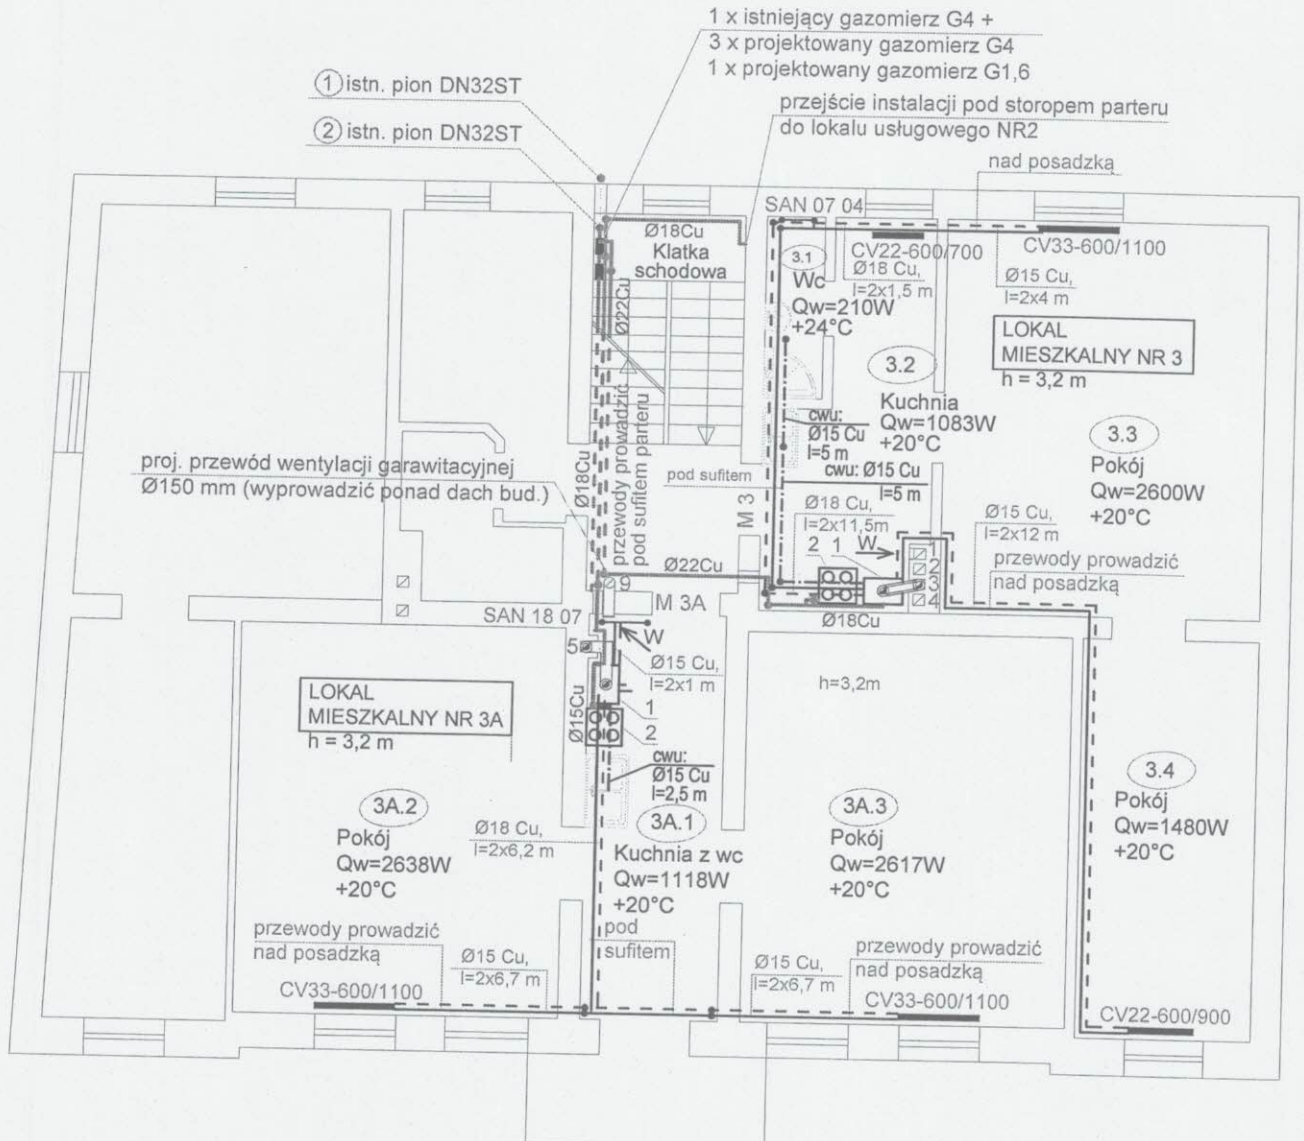 1 x istniejący gazomierz G4 +
3 x projektowany gazomierz G4
1 x projektowany gazomierz G1,6
1 istn. pion DN32ST
2 istn. pion DN32ST
przejście instalacji pod storopem parteru
do lokalu usługowego NR2
nad posadzką
SAN 07 04
Ø18Cu
Klatka
schodowa
Ø22Cu
CV22-600/700
CV33-600/1100
3.1
Wc
Qw=210W
+24°C
Ø18 Cu,
l=2x1,5 m
Ø15 Cu,
l=2x4 m
LOKAL
MIESZKALNY NR 3
h = 3,2 m
3.2
Kuchnia
Qw=1083W
+20°C
3.3
Pokój
Qw=2600W
+20°C
cwu:
Ø15 Cu
l=5 m
cwu: Ø15 Cu
l=5 m
proj. przewód wentylacji garawitacyjnej
Ø150 mm (wyprowadzić ponad dach bud.)
Ø18Cu
przewody prowadzić
pod sufitem parteru
pod sufitem
M 3
Ø18 Cu,
l=2x11,5m
W
2
1
1
2
3
4
Ø15 Cu,
l=2x12 m
przewody prowadzić
nad posadzką
Ø22Cu
9
M 3A
SAN 18 07
Ø18Cu
W
5
Ø15 Cu,
l=2x1 m
1
2
Ø15Cu
h=3,2m
LOKAL
MIESZKALNY NR 3A
h = 3,2 m
cwu:
Ø15 Cu
l=2,5 m
3A.2
Pokój
Qw=2638W
+20°C
Ø18 Cu,
l=2x6,2 m
3A.1
Kuchnia z wc
Qw=1118W
+20°C
3A.3
Pokój
Qw=2617W
+20°C
3.4
Pokój
Qw=1480W
+20°C
przewody prowadzić
nad posadzką
Ø15 Cu,
l=2x6,7 m
pod
sufitem
Ø15 Cu,
l=2x6,7 m
przewody prowadzić
nad posadzką
CV33-600/1100
CV33-600/1100
CV22-600/900